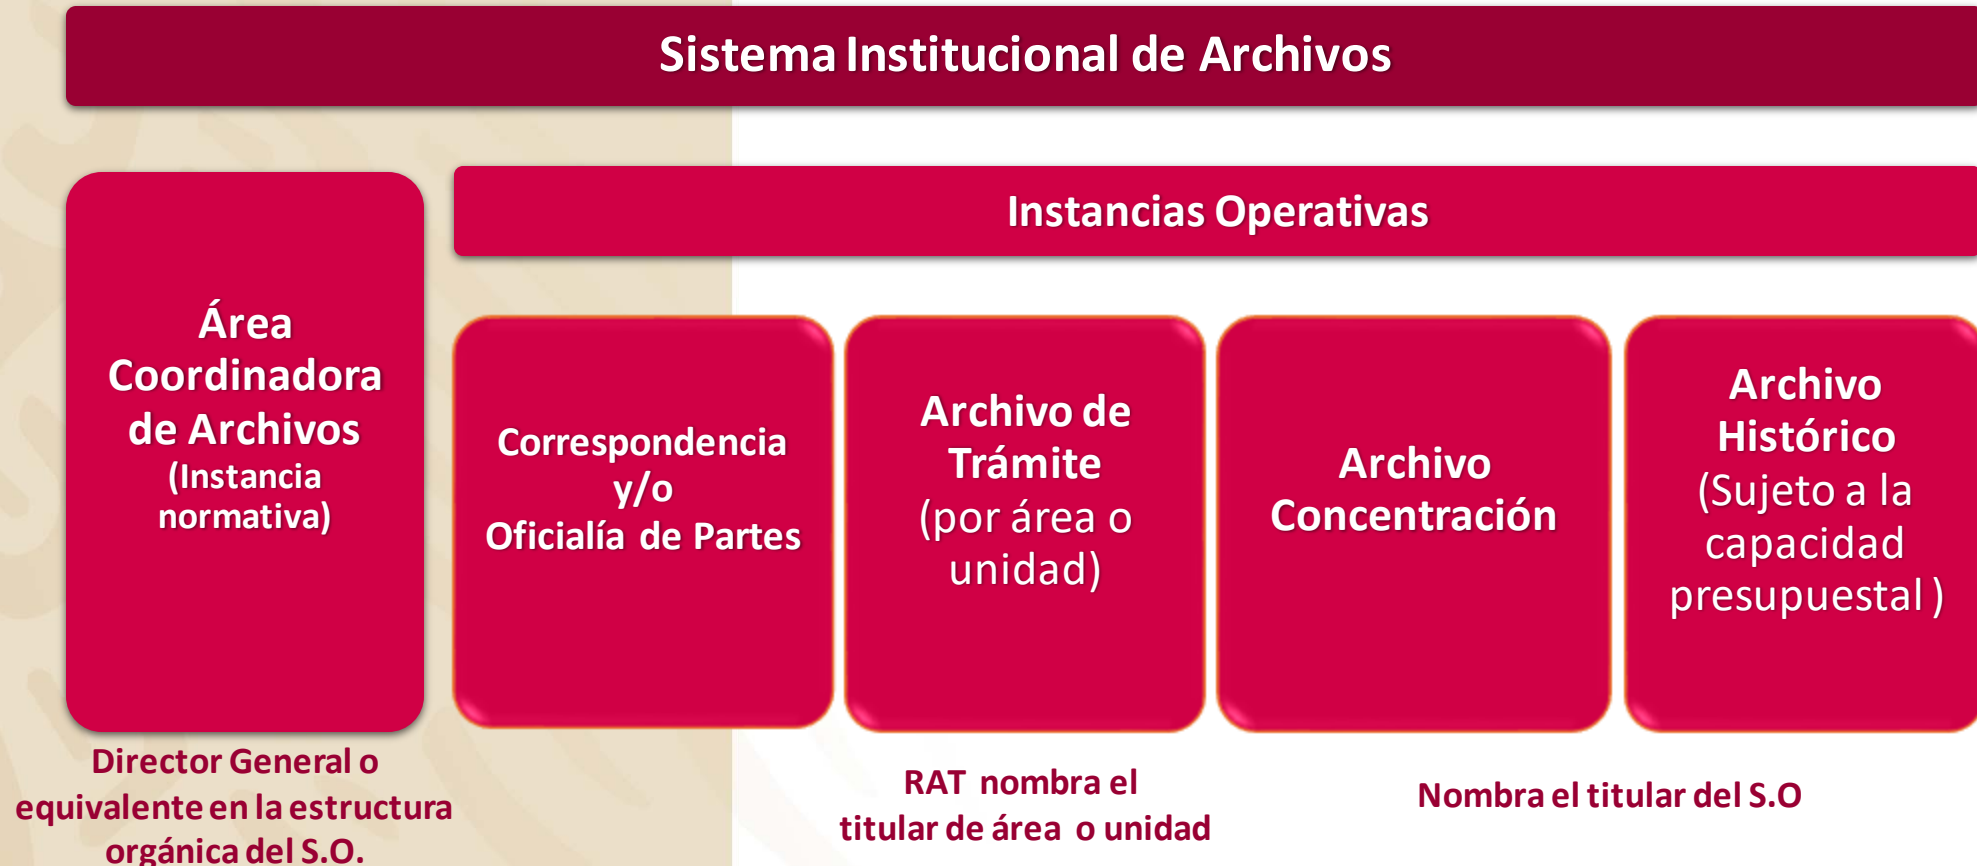 Sistema Institucional de Archivos
Instancias Operativas
Área
Coordinadora
de Archivos
(Instancia
normativa)
Director General o
equivalente en la estructura
orgánica del S.O.
Correspondencia
y/o
Oficialía de Partes
Archivo de
Trámite
(por área o
unidad)
RAT nombra el
titular de área o unidad
Archivo
Concentración
Archivo
Histórico
(Sujeto a la
capacidad
presupuestal )
Nombra el titular del S.O